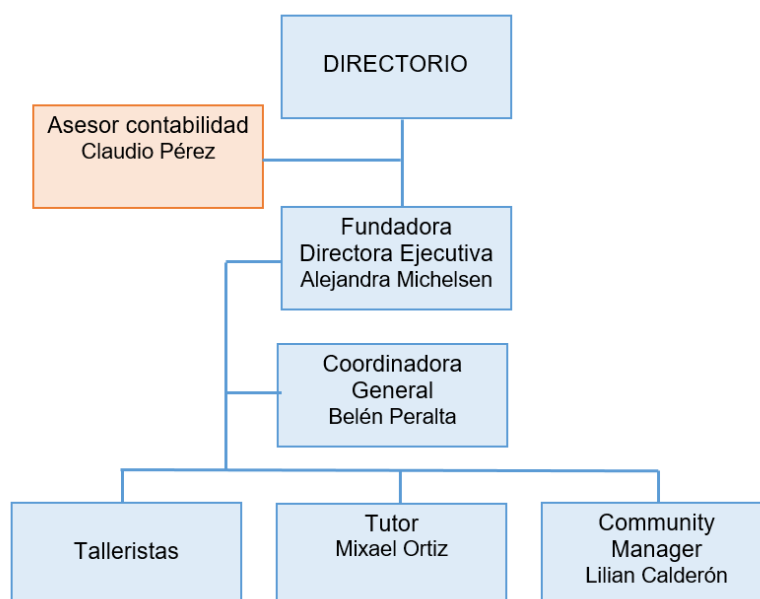 DIRECTORIO
Asesor contabilidad
Claudio Pérez
Fundadora
Directora Ejecutiva
Alejandra Michelsen
Coordinadora
General
Belén Peralta
Talleristas
Tutor
Mixael Ortiz
Community
Manager
Lilian Calderón